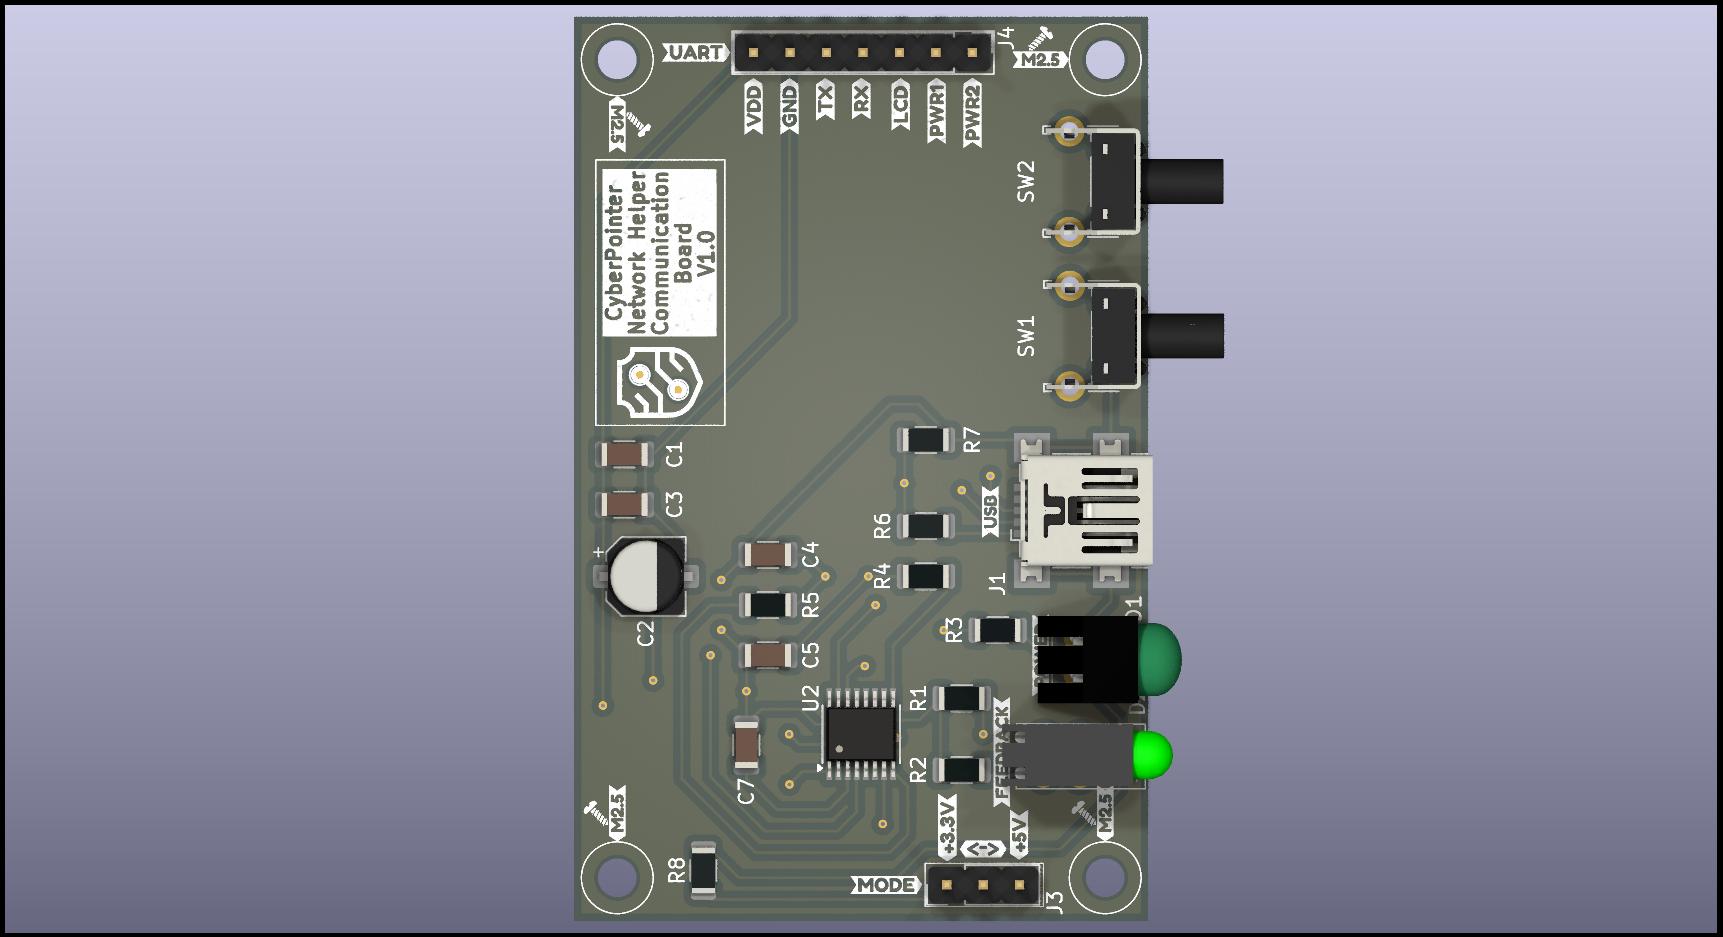 UART
J4
M2.5
M2.5
VDD
GND
TX
RX
LCD
PWR1
PWR2
SW2
CyberPointer
Network Helper
Communication
Board
V1.0
SW1
C1
R7
C3
USB
R6
+
C4
R4
J1
R5
D1
C2
R3
C5
U2
R1
FEEDBACK
R2
C7
M2.5
+3.3V
<->
+5V
M2.5
R8
MODE
J3